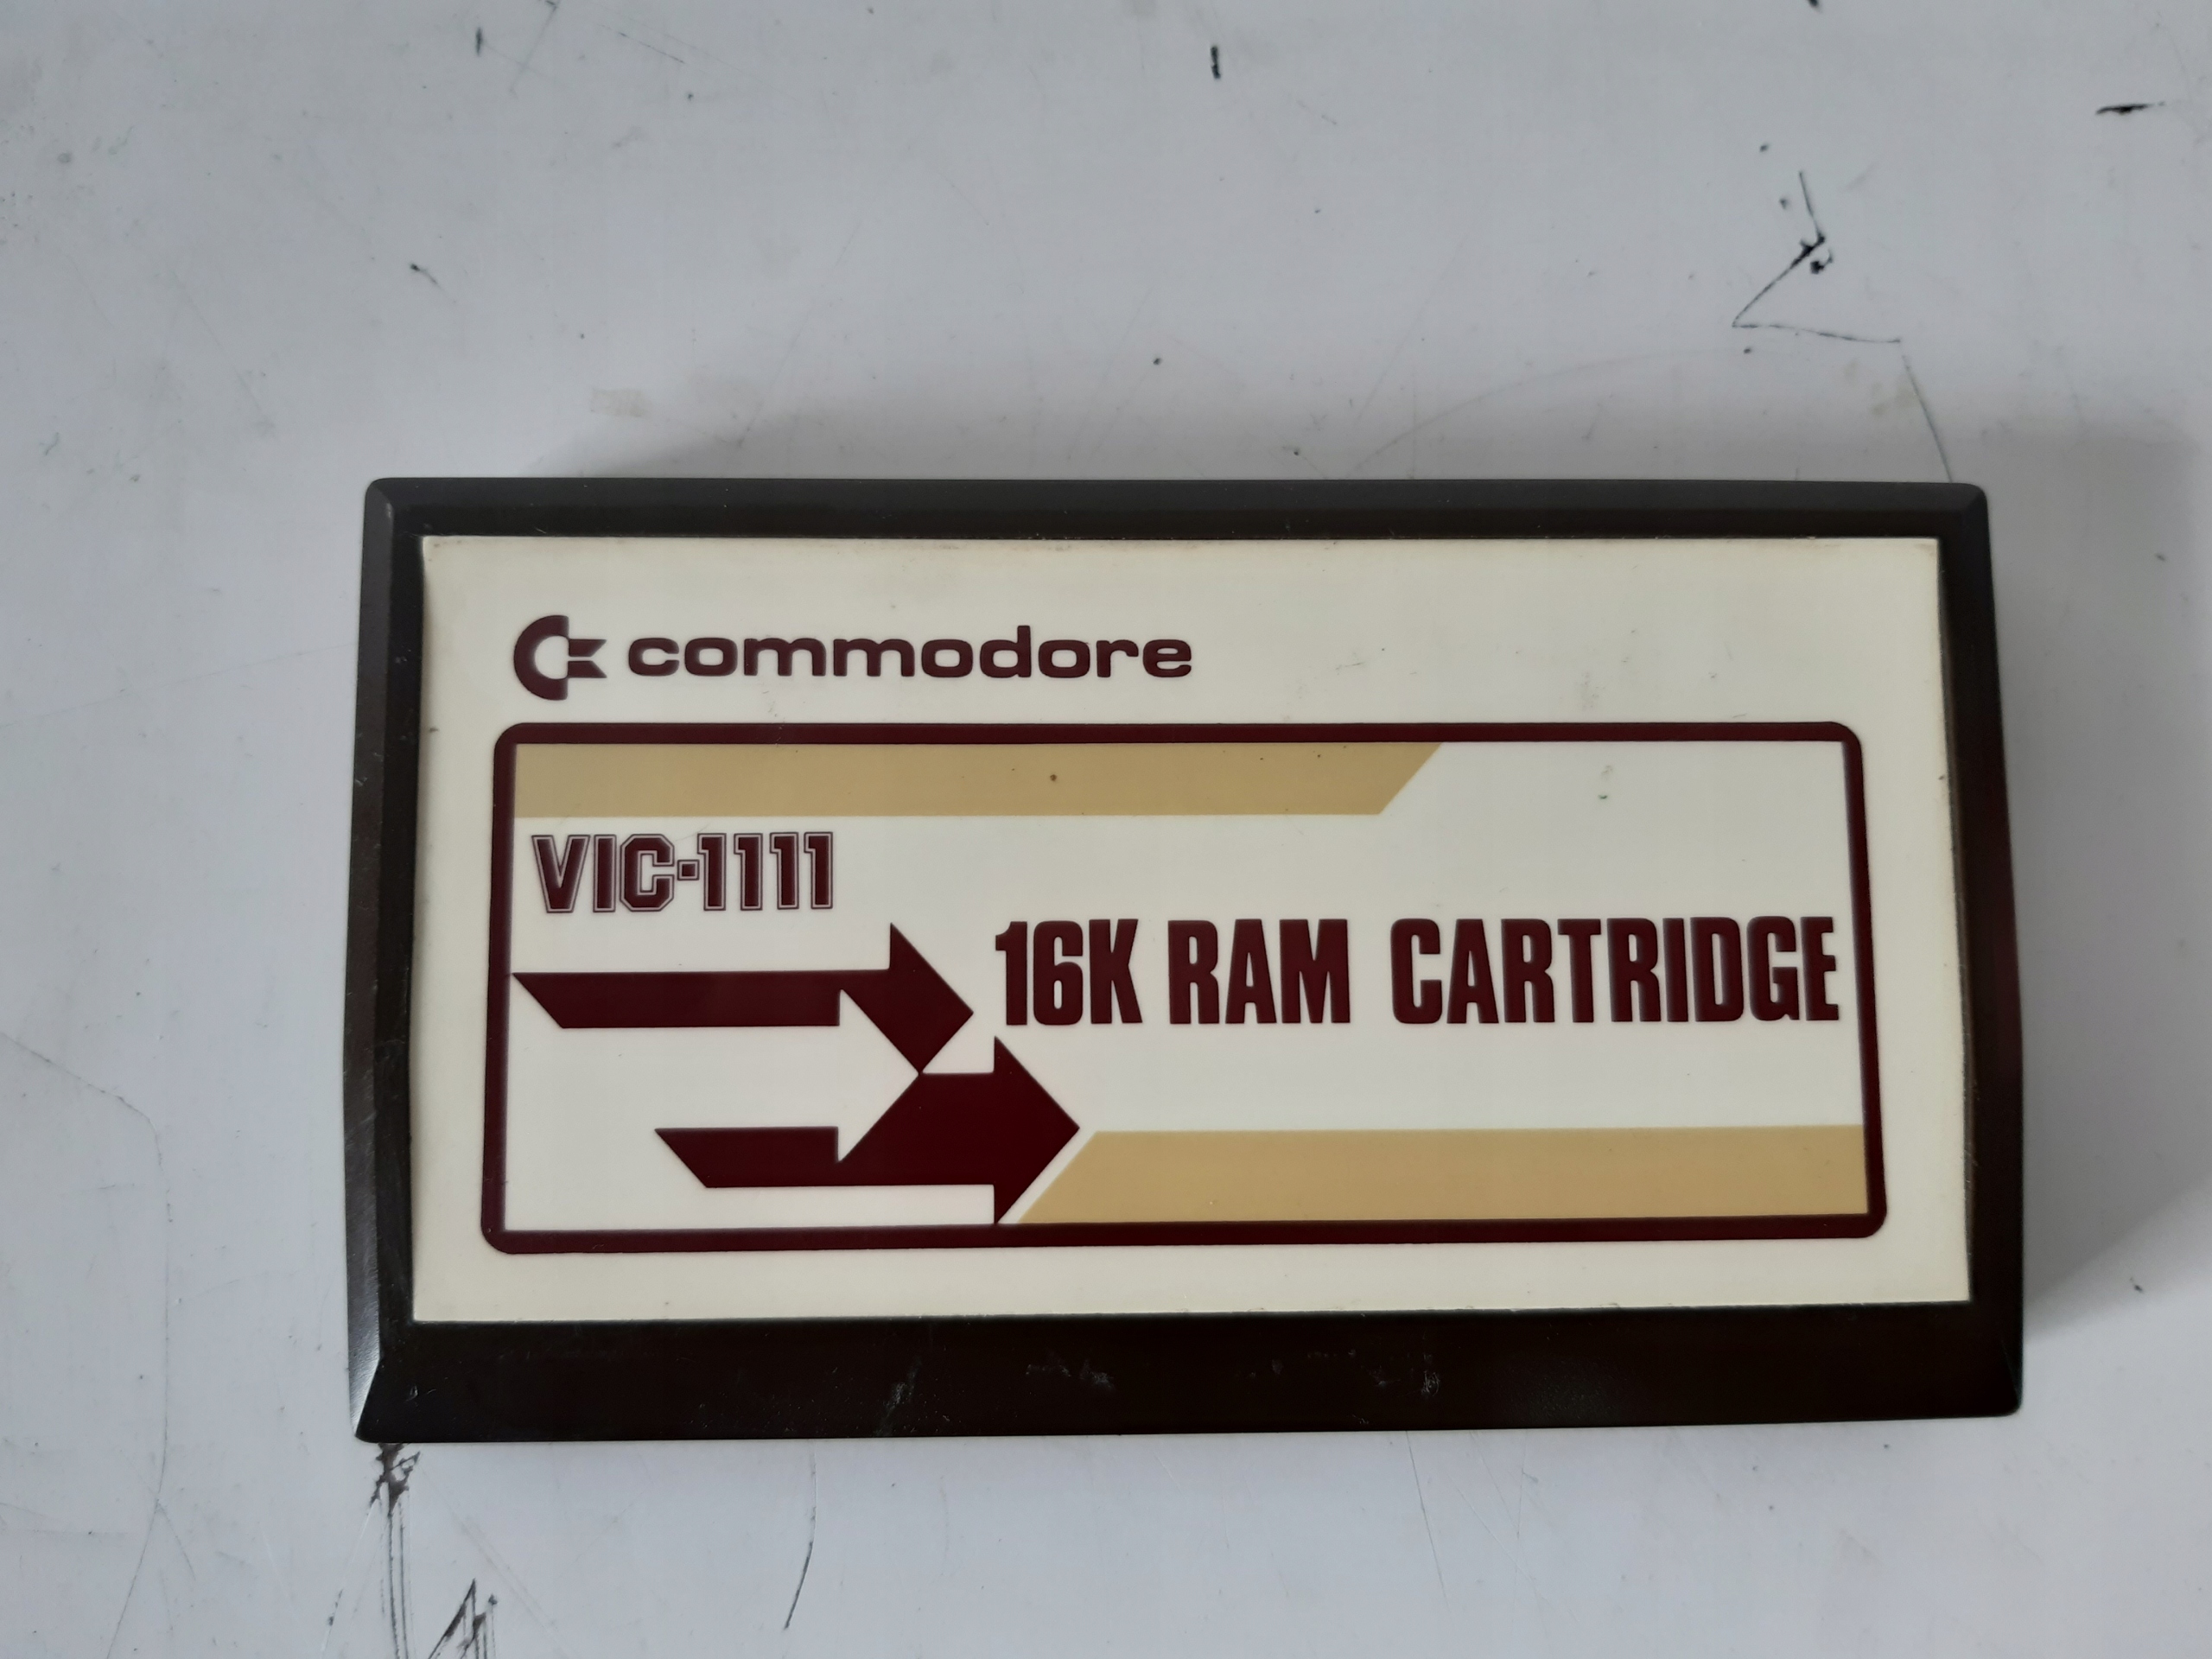 commodore
VIC-1111
16K RAM CARTRIDGE